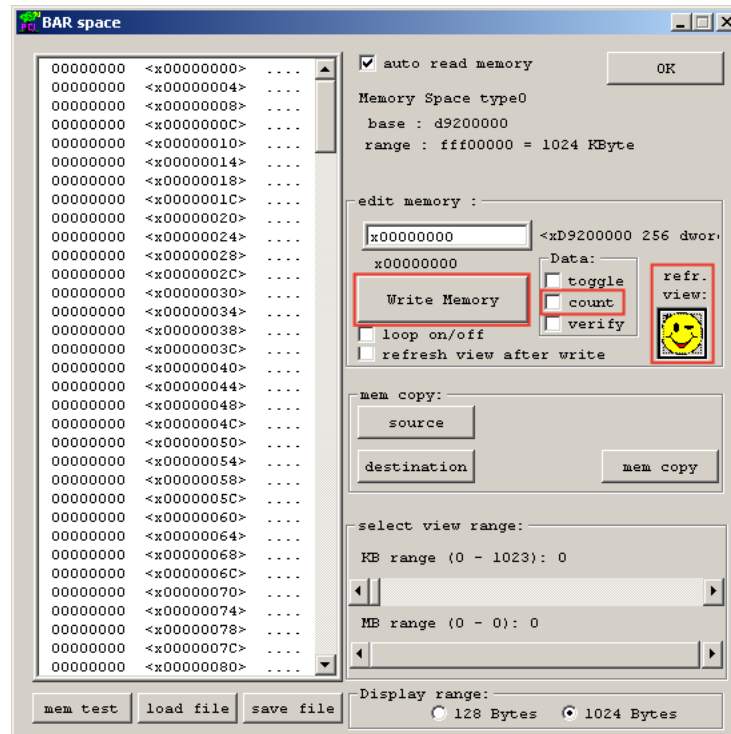 BAR space
00000000 <x00000000> ....
00000000 <x00000004> ....
00000000 <x00000008> ....
00000000 <x0000000C> ....
00000000 <x00000010> ....
00000000 <x00000014> ....
00000000 <x00000018> ....
00000000 <x0000001C> ....
00000000 <x00000020> ....
00000000 <x00000024> ....
00000000 <x00000028> ....
00000000 <x0000002C> ....
00000000 <x00000030> ....
00000000 <x00000034> ....
00000000 <x00000038> ....
00000000 <x0000003C> ....
00000000 <x00000040> ....
00000000 <x00000044> ....
00000000 <x00000048> ....
00000000 <x0000004C> ....
00000000 <x00000050> ....
00000000 <x00000054> ....
00000000 <x00000058> ....
00000000 <x0000005C> ....
00000000 <x00000060> ....
00000000 <x00000064> ....
00000000 <x00000068> ....
00000000 <x0000006C> ....
00000000 <x00000070> ....
00000000 <x00000074> ....
00000000 <x00000078> ....
00000000 <x0000007C> ....
00000000 <x00000080> ....
mem test load file save file
auto read memory
OK
Memory Space type0
base : d9200000
range : fff00000 = 1024 KByte
edit memory :
x00000000 <xD9200000 256 dwor
x00000000
Write Memory
Data:
toggle
count
verify
refr.
view:
loop on/off
refresh view after write
mem copy:
source
destination mem copy
select view range:
KB range (0 - 1023): 0
MB range (0 - 0): 0
Display range:
128 Bytes 1024 Bytes